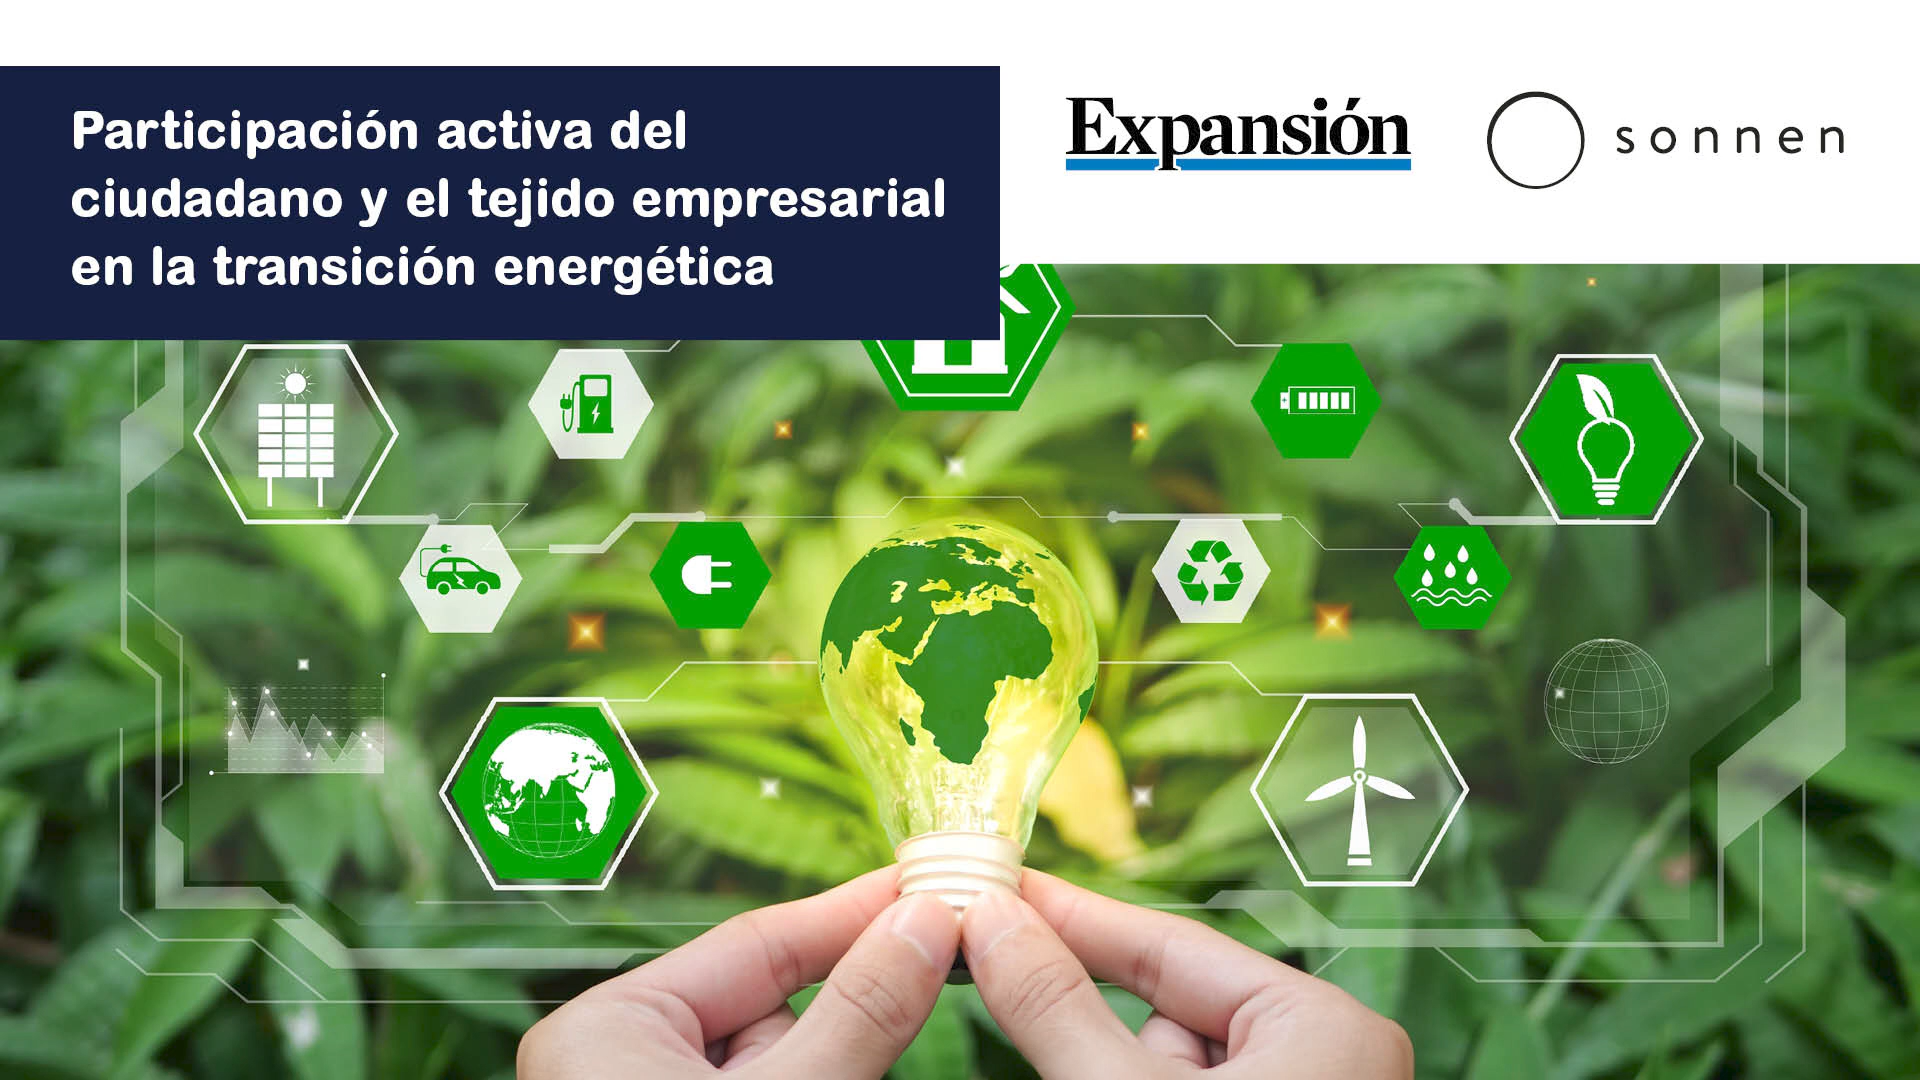 Participación activa del
ciudadano y el tejido empresarial
en la transición energética
Expansión
sonnen